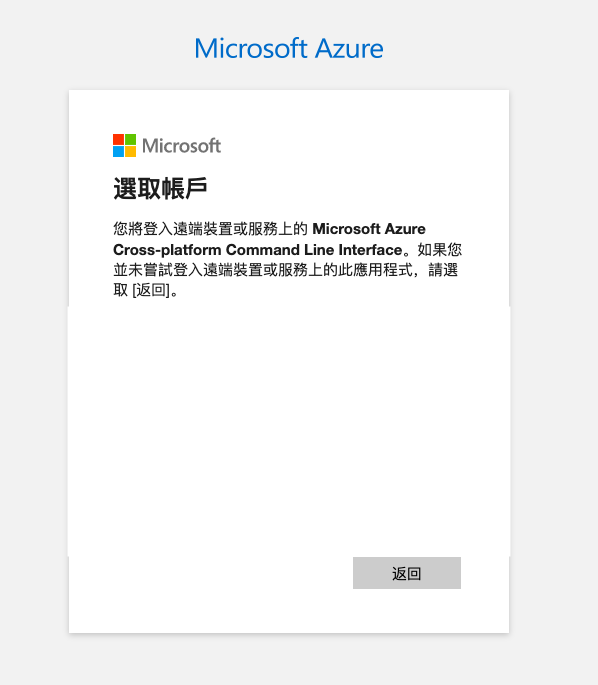 Microsoft Azure
Microsoft
選取帳戶
您將登入遠端裝置或服務上的 Microsoft Azure
Cross-platform Command Line Interface。如果您
並未嘗試登入遠端裝置或服務上的此應用程式，請選
取 [返回]。
返回